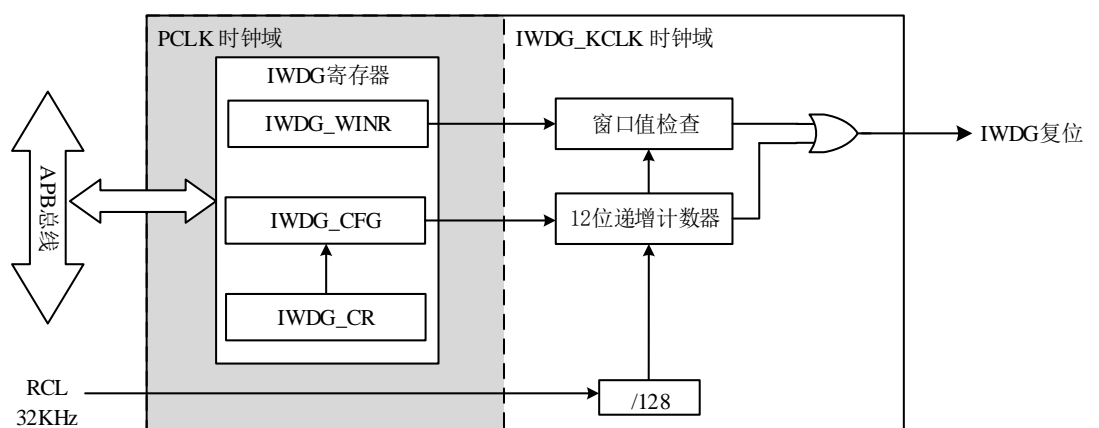 PCLK 时钟域
IWDG_KCLK 时钟域
IWDG寄存器
IWDG_WINR
窗口值检查
IWDG复位
APB总线
IWDG_CFG
12位递增计数器
IWDG_CR
RCL
32KHz
/128